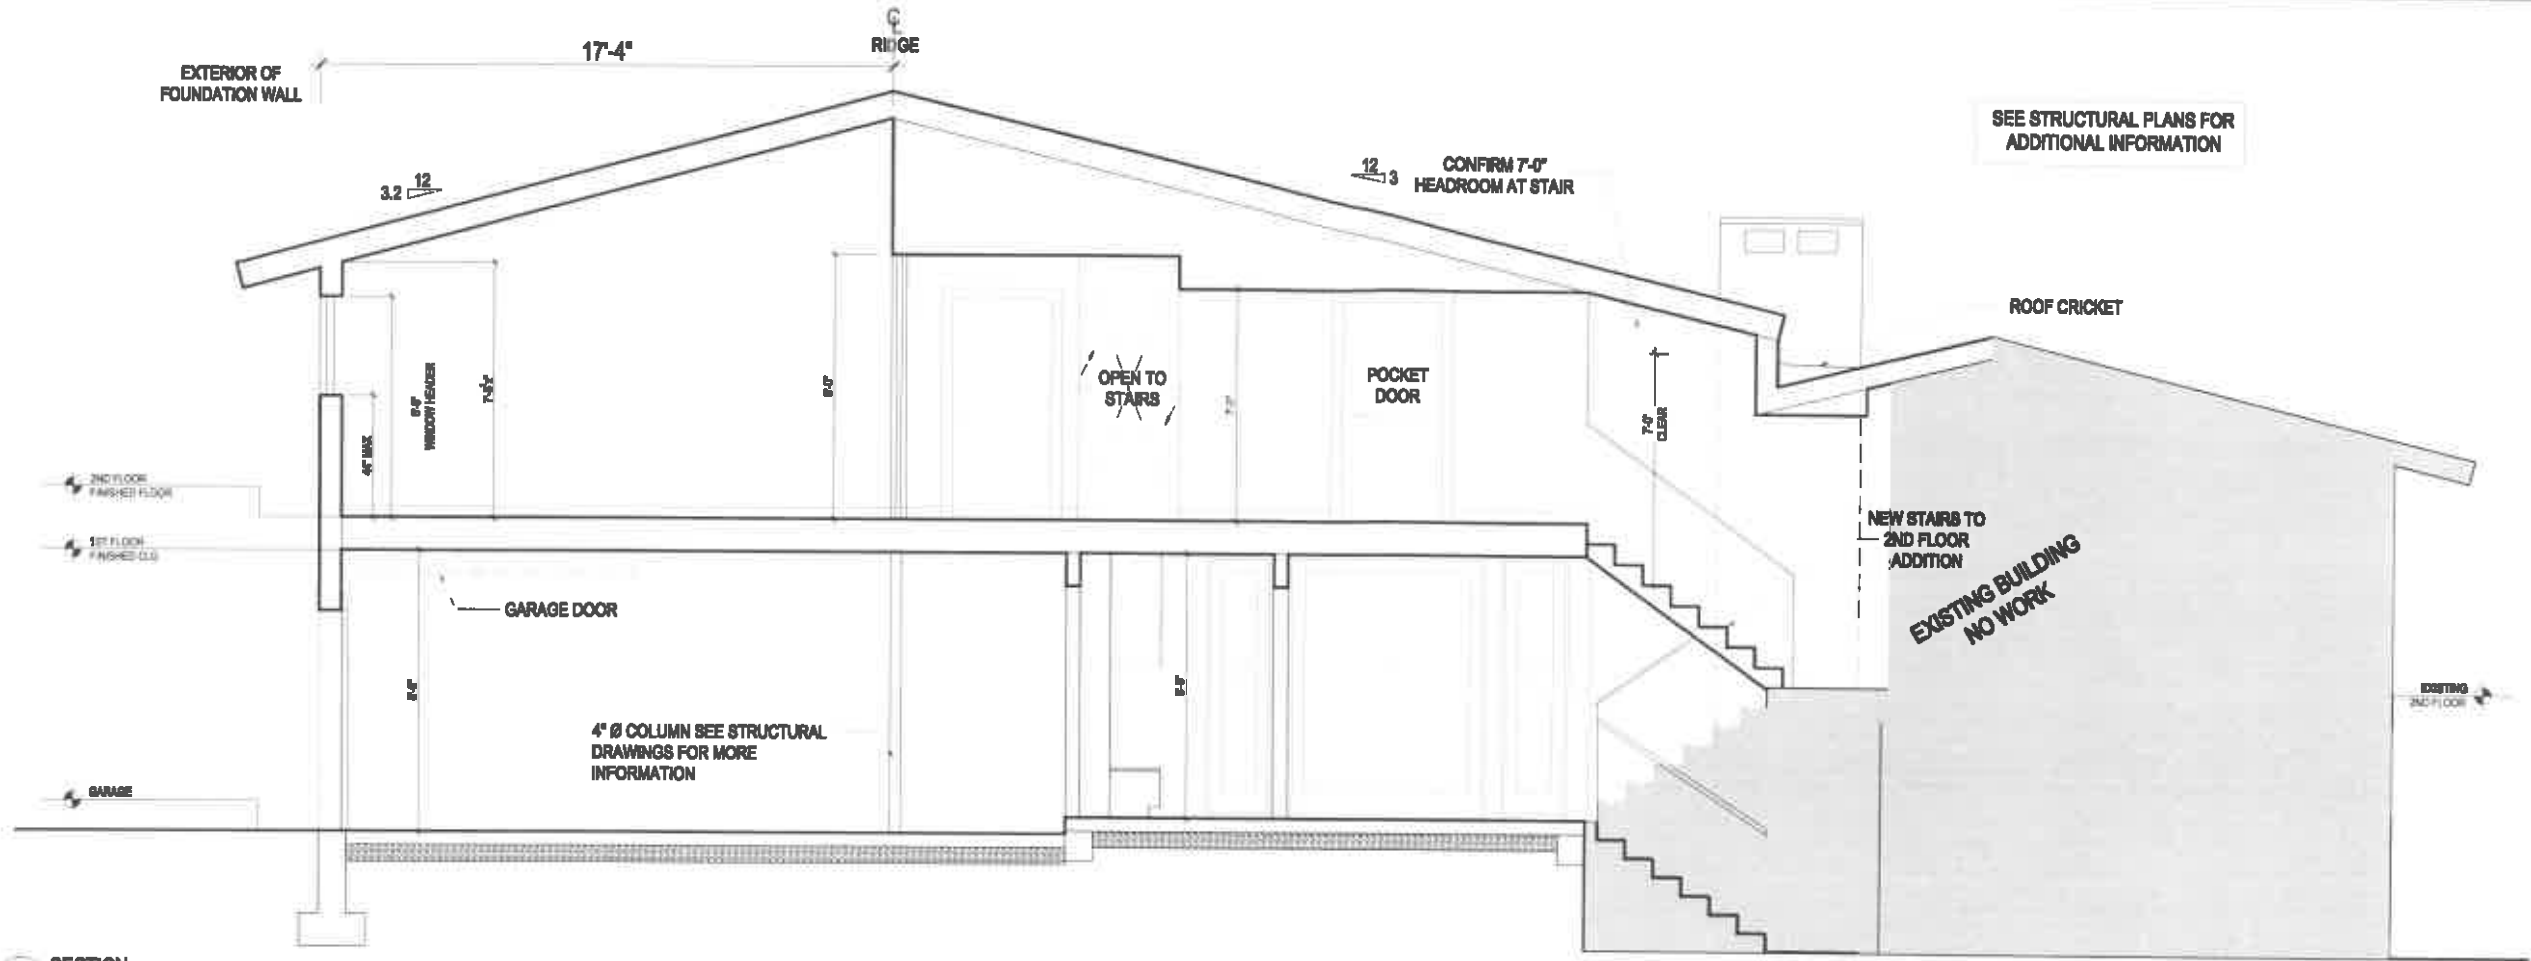 ℄
RIDGE
17'-4"
EXTERIOR OF
FOUNDATION WALL
SEE STRUCTURAL PLANS FOR
ADDITIONAL INFORMATION
12
3.2
12
3
CONFIRM 7'-0"
HEADROOM AT STAIR
ROOF CRICKET
WINDOW HEADER
44" MAX
OPEN TO
STAIRS
POCKET
DOOR
7'-0"
CLEAR
2ND FLOOR
FINISHED FLOOR
1ST FLOOR
FINISHED CLG
NEW STAIRS TO
2ND FLOOR
ADDITION
EXISTING BUILDING
NO WORK
GARAGE DOOR
4" Ø COLUMN SEE STRUCTURAL
DRAWINGS FOR MORE
INFORMATION
EXISTING
2ND FLOOR
GARAGE
SECTION